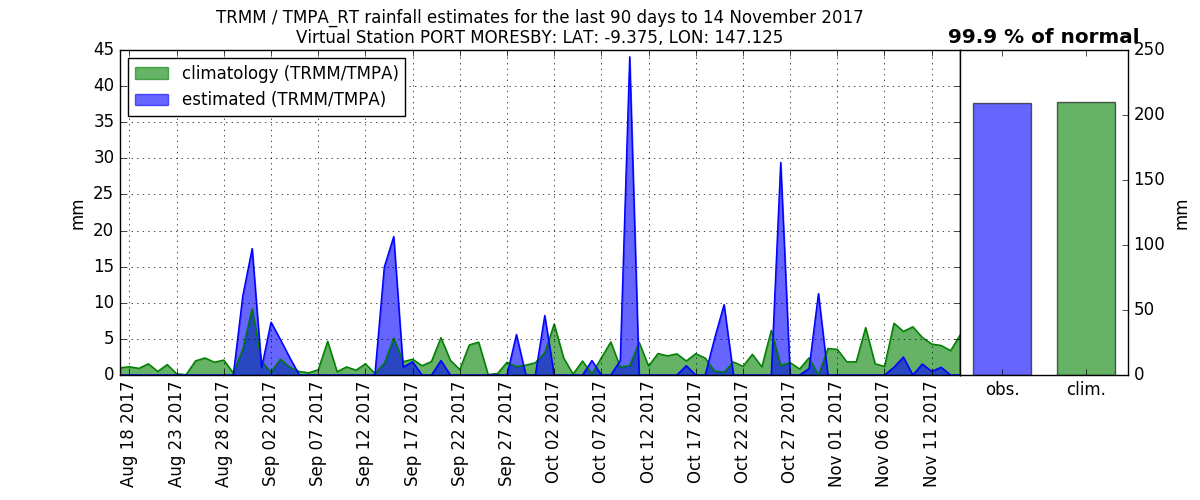 TRMM / TMPA_RT rainfall estimates for the last 90 days to 14 November 2017
Virtual Station PORT MORESBY: LAT: -9.375, LON: 147.125
99.9 % of normal
climatology (TRMM/TMPA)
estimated (TRMM/TMPA)
mm
45
40
35
30
25
20
15
10
5
0
Aug 18 2017
Aug 23 2017
Aug 28 2017
Sep 02 2017
Sep 07 2017
Sep 12 2017
Sep 17 2017
Sep 22 2017
Sep 27 2017
Oct 02 2017
Oct 07 2017
Oct 12 2017
Oct 17 2017
Oct 22 2017
Oct 27 2017
Nov 01 2017
Nov 06 2017
Nov 11 2017
obs.
clim.
250
200
150
100
50
0
mm